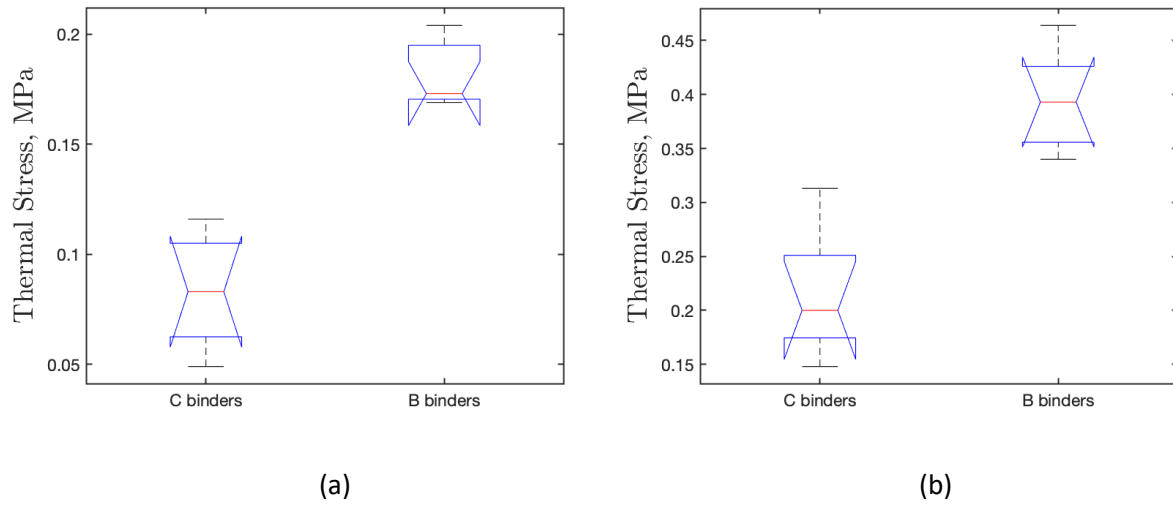 Thermal Stress, MPa
0.2
0.15
0.1
0.05
C binders B binders
(a)
Thermal Stress, MPa
0.45
0.4
0.35
0.3
0.25
0.2
0.15
C binders B binders
(b)